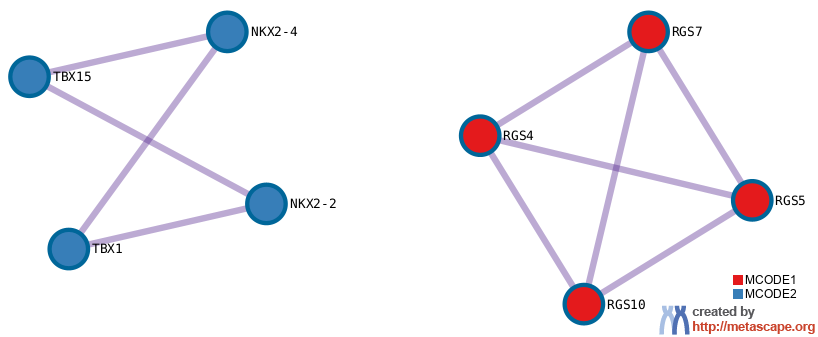 NKX2-4
TBX15
NKX2-2
TBX1
RGS7
RGS4
RGS5
RGS10
MCODE1
MCODE2
created by
http://metascape.org